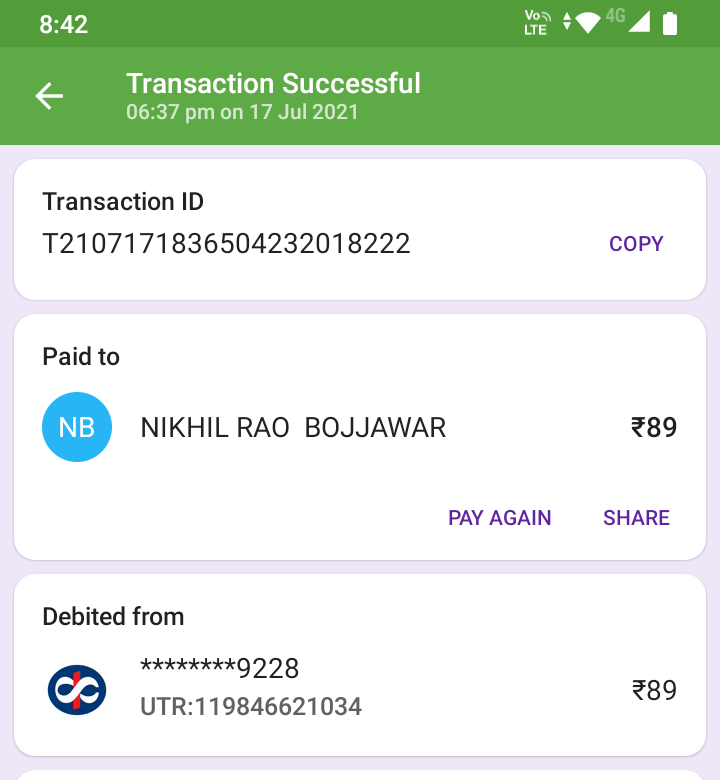 8:42
Vo
LTE
4G
Transaction Successful
06:37 pm on 17 Jul 2021
Transaction ID
T2107171836504232018222
COPY
Paid to
NB
NIKHIL RAO  BOJJAWAR
₹89
PAY AGAIN
SHARE
Debited from
********9228
UTR:119846621034
₹89